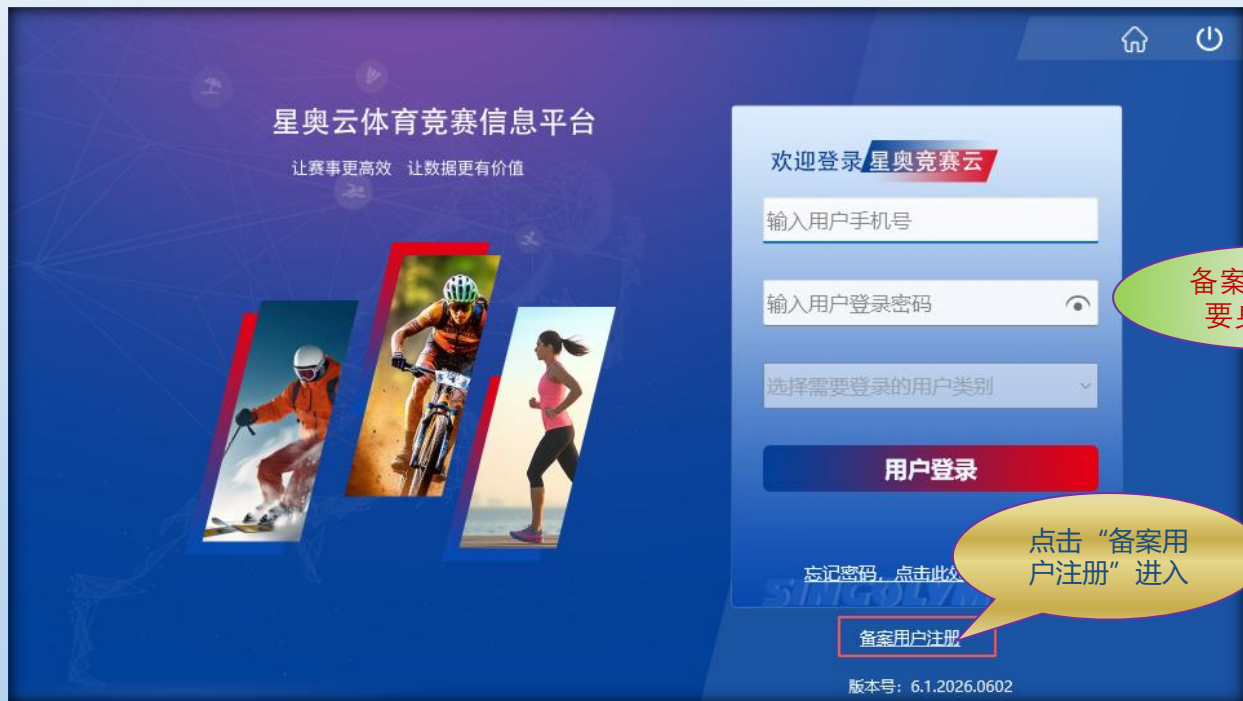 星奥云体育竞赛信息平台
让赛事更高效 让数据更有价值
欢迎登录 星奥竞赛云
输入用户手机号
输入用户登录密码
选择需要登录的用户类别
用户登录
忘记密码，点击此处
备案用户注册
版本号：6.1.2026.0602
备案
要
点击“备案用
户注册”进入